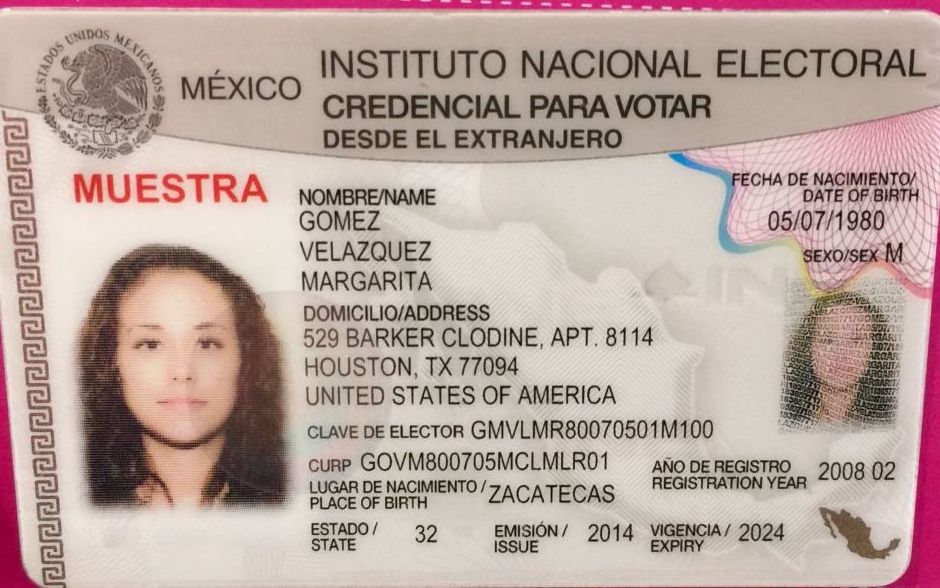 ESTADOS UNIDOS MEXICANOS
MÉXICO
INSTITUTO NACIONAL ELECTORAL
CREDENCIAL PARA VOTAR
DESDE EL EXTRANJERO
MUESTRA
NOMBRE/NAME
GOMEZ
VELAZQUEZ
MARGARITA
FECHA DE NACIMIENTO/
DATE OF BIRTH
05/07/1980
SEXO/SEX M
DOMICILIO/ADDRESS
529 BARKER CLODINE, APT. 8114
HOUSTON, TX 77094
UNITED STATES OF AMERICA
CLAVE DE ELECTOR GMVLMR80070501M100
CURP GOVM800705MCLMLR01
AÑO DE REGISTRO
REGISTRATION YEAR 2008 02
LUGAR DE NACIMIENTO /
PLACE OF BIRTH ZACATECAS
ESTADO /
STATE 32
EMISIÓN /
ISSUE 2014
VIGENCIA /
EXPIRY 2024